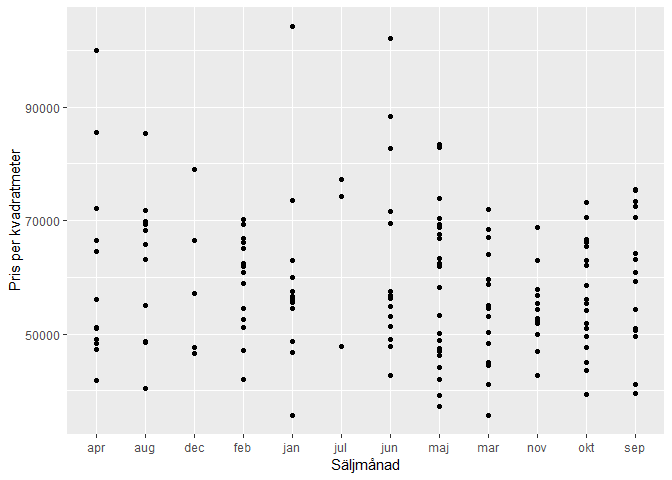 90000
70000
50000
Pris per kvadratmeter
apr aug dec feb jan jul jun maj mar nov okt sep
Säljmånad